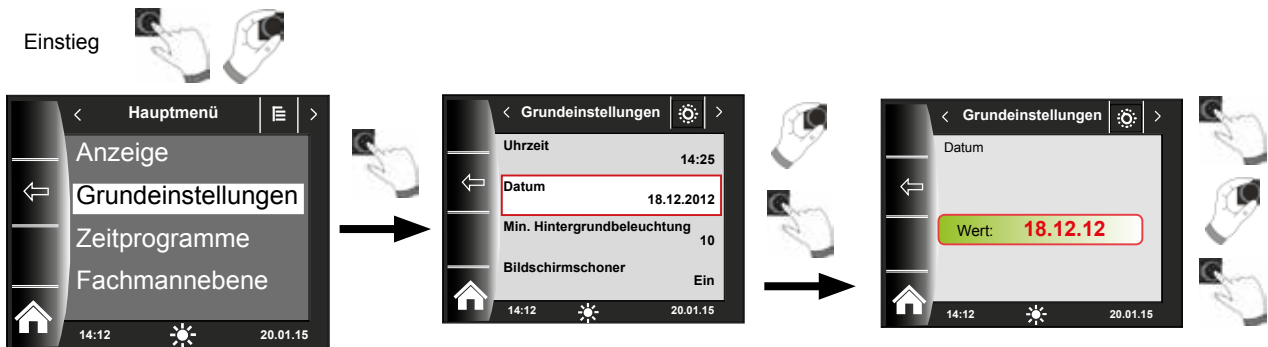 Einstieg
< Hauptmenü >
Anzeige
Grundeinstellungen
Zeitprogramme
Fachmannebene
14:12 20.01.15
< Grundeinstellungen >
Uhrzeit
14:25
Datum
18.12.2012
Min. Hintergrundbeleuchtung
10
Bildschirmschoner
Ein
14:12 20.01.15
< Grundeinstellungen >
Datum
Wert: 18.12.12
14:12 20.01.15